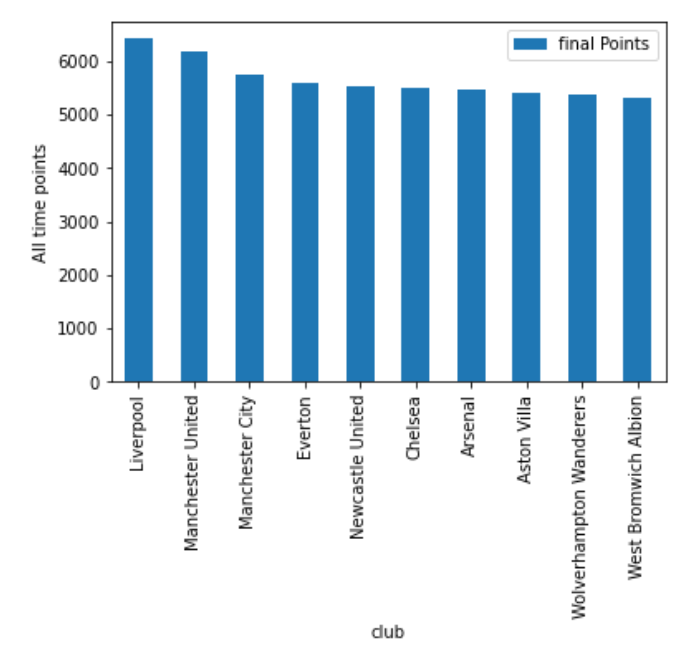 final Points
All time points
6000
5000
4000
3000
2000
1000
0
Liverpool
Manchester United
Manchester City
Everton
Newcastle United
Chelsea
Arsenal
Aston Villa
Wolverhampton Wanderers
West Bromwich Albion
club